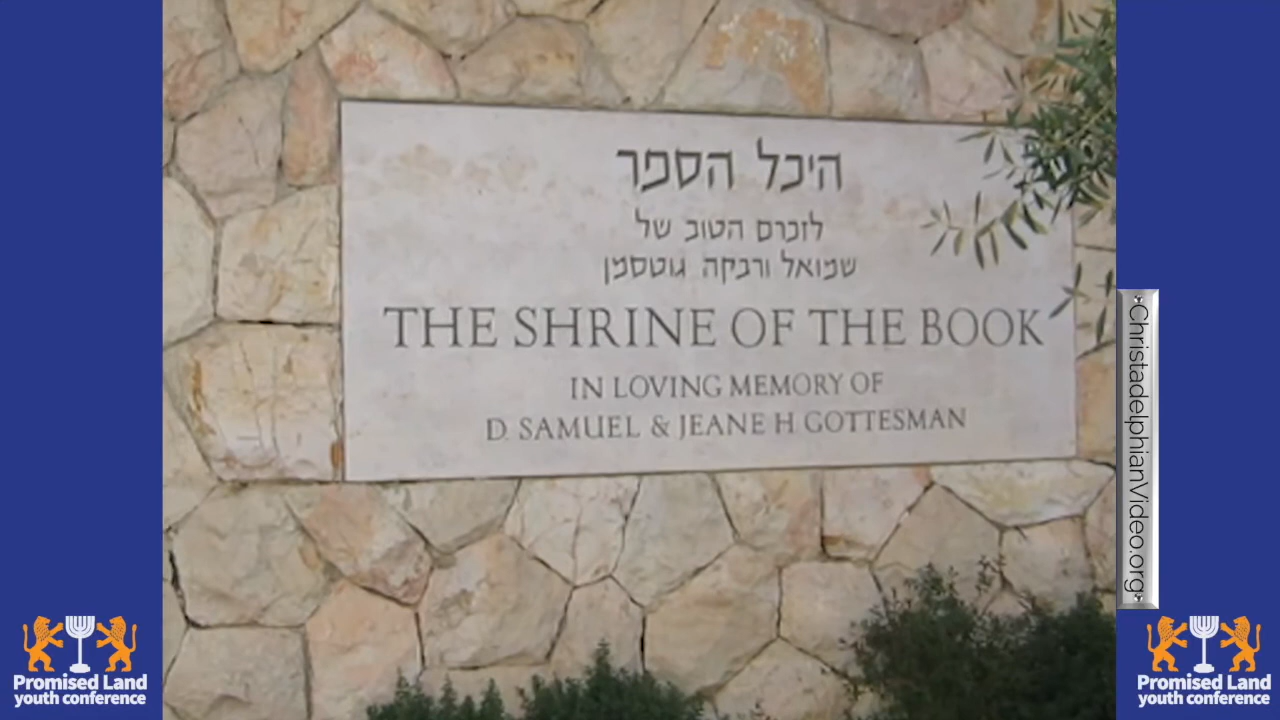 היכל הספר
לזכרם הטוב של
שמואל ורבקה גוטסמן
THE SHRINE OF THE BOOK
IN LOVING MEMORY OF
D. SAMUEL & JEANE H GOTTESMAN
•ChristadelphianVideo.org•
Promised Land
youth conference
Promised Land
youth conference